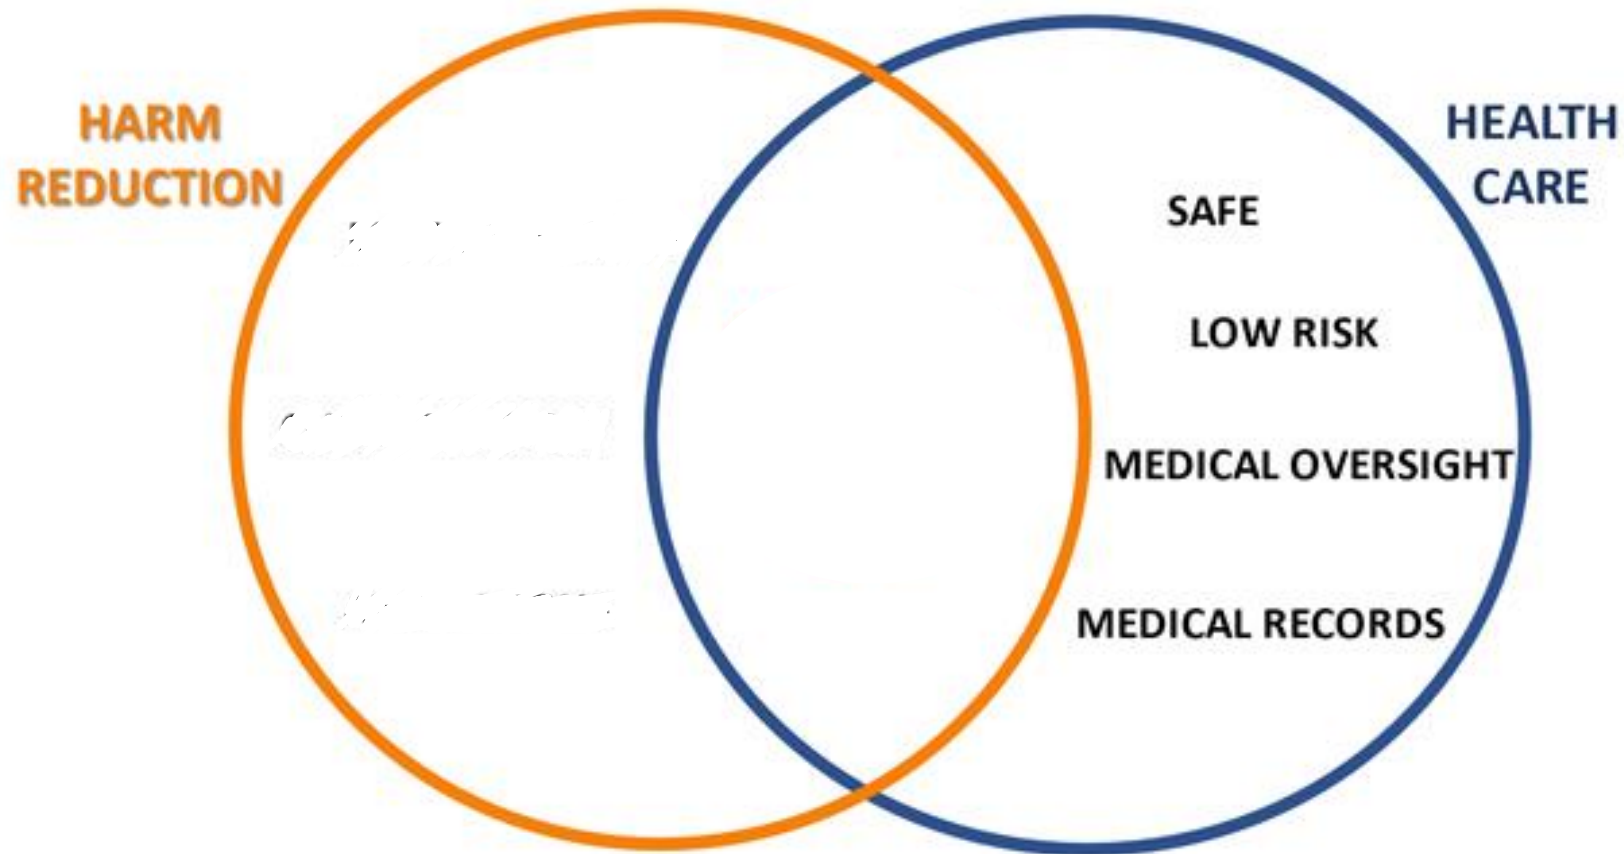 HARM
REDUCTION
HEALTH
CARE
SAFE
LOW RISK
MEDICAL OVERSIGHT
MEDICAL RECORDS